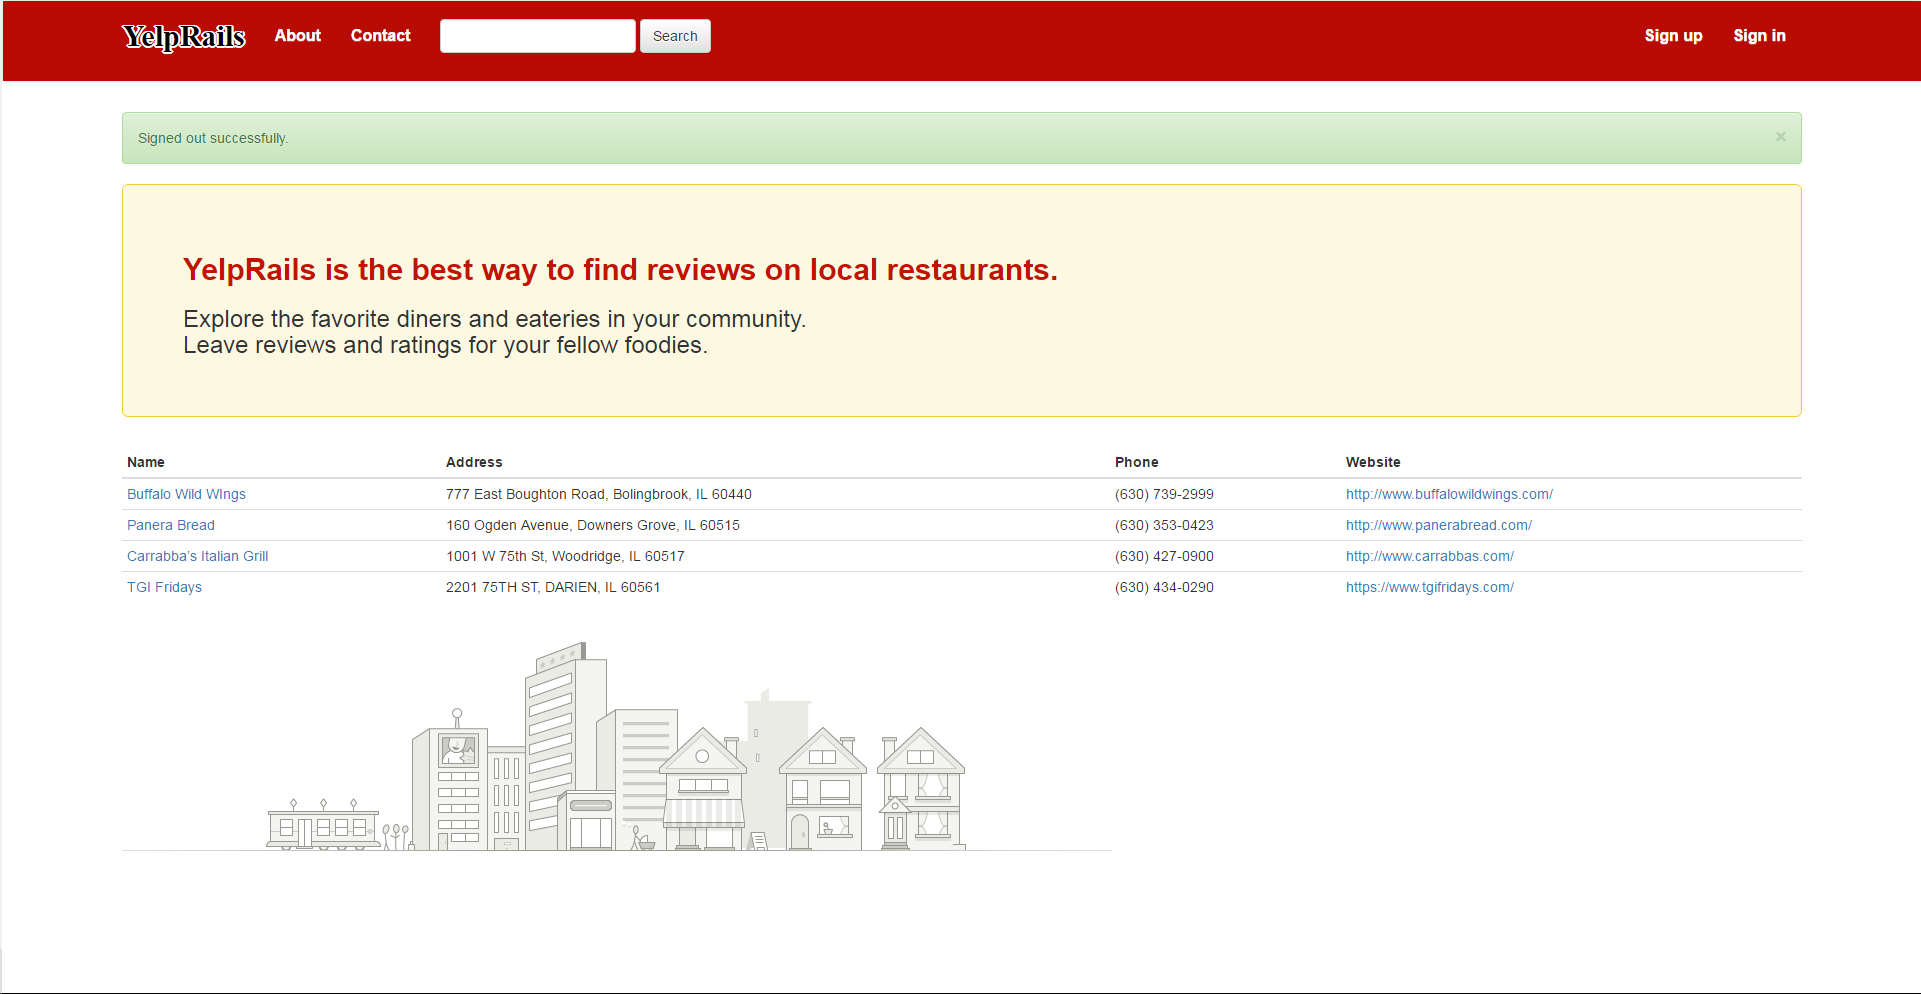 YelpRails About Contact Search Sign up Sign in
Signed out successfully. ×
YelpRails is the best way to find reviews on local restaurants.
Explore the favorite diners and eateries in your community.
Leave reviews and ratings for your fellow foodies.
Name Address Phone Website
Buffalo Wild WIngs 777 East Boughton Road, Bolingbrook, IL 60440 (630) 739-2999 http://www.buffalowildwings.com/
Panera Bread 160 Ogden Avenue, Downers Grove, IL 60515 (630) 353-0423 http://www.panerabread.com/
Carrabba's Italian Grill 1001 W 75th St, Woodridge, IL 60517 (630) 427-0900 http://www.carrabbas.com/
TGI Fridays 2201 75TH ST, DARIEN, IL 60561 (630) 434-0290 https://www.tgifridays.com/